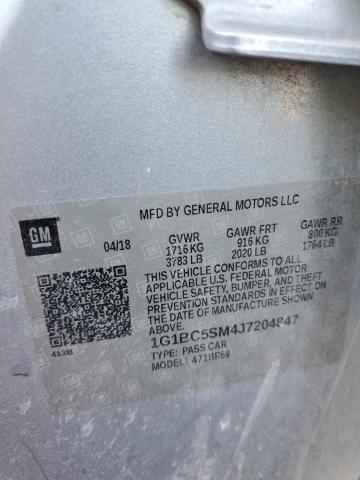 MFD BY GENERAL MOTORS LLC
GM
04/18 GVWR GAWR FRT GAWR RR
1716 KG 916 KG 800 KG
3783 LB 2020 LB 1764 LB
THIS VEHICLE CONFORMS TO ALL
APPLICABLE U.S. FEDERAL MOTOR
VEHICLE SAFETY, BUMPER, AND THEFT
PREVENTION STANDARDS IN EFFECT ON
THE DATE OF MANUFACTURE SHOWN ABOVE.
1G1BC5SM4J7204847
TYPE: PASS CAR
413B
MODEL: 471BR69